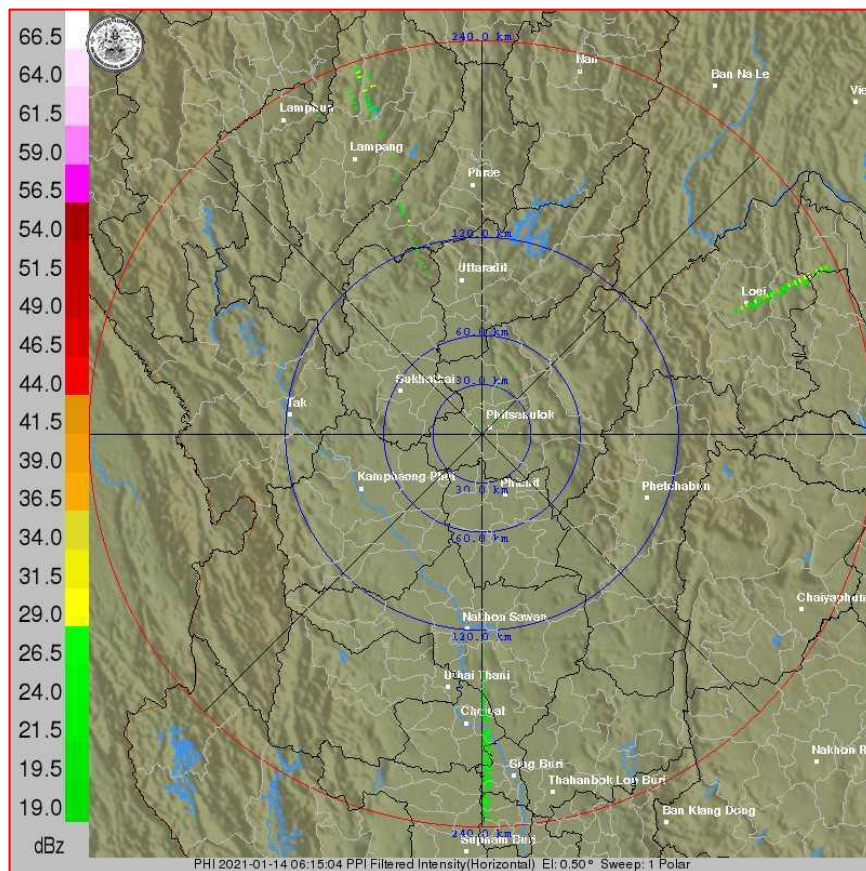 66.5
64.0
61.5
59.0
56.5
54.0
51.5
49.0
46.5
44.0
41.5
39.0
36.5
34.0
31.5
29.0
26.5
24.0
21.5
19.5
19.0
dBz
240.0 km
Nan
Ban Na Le
Vie
Lamphun
Lampang
Phrae
120.0 km
Uttaradit
Loei
60.0 km
30.0 km
Sukhothai
Tak
Phitsanulok
Kamphaeng-Phet
Phichit
30.0 km
Phetchabun
60.0 km
Chaiyaphum
Nakhon Sawan
120.0 km
Uthai Thani
Chainat
Nakhon R
Sing Buri
Thahanbok Lop Buri
Ban Klang Dong
240.0 km
Suphan Buri
PHI 2021-01-14 06:15:04 PPI Filtered Intensity(Horizontal) El: 0.50° Sweep: 1 Polar